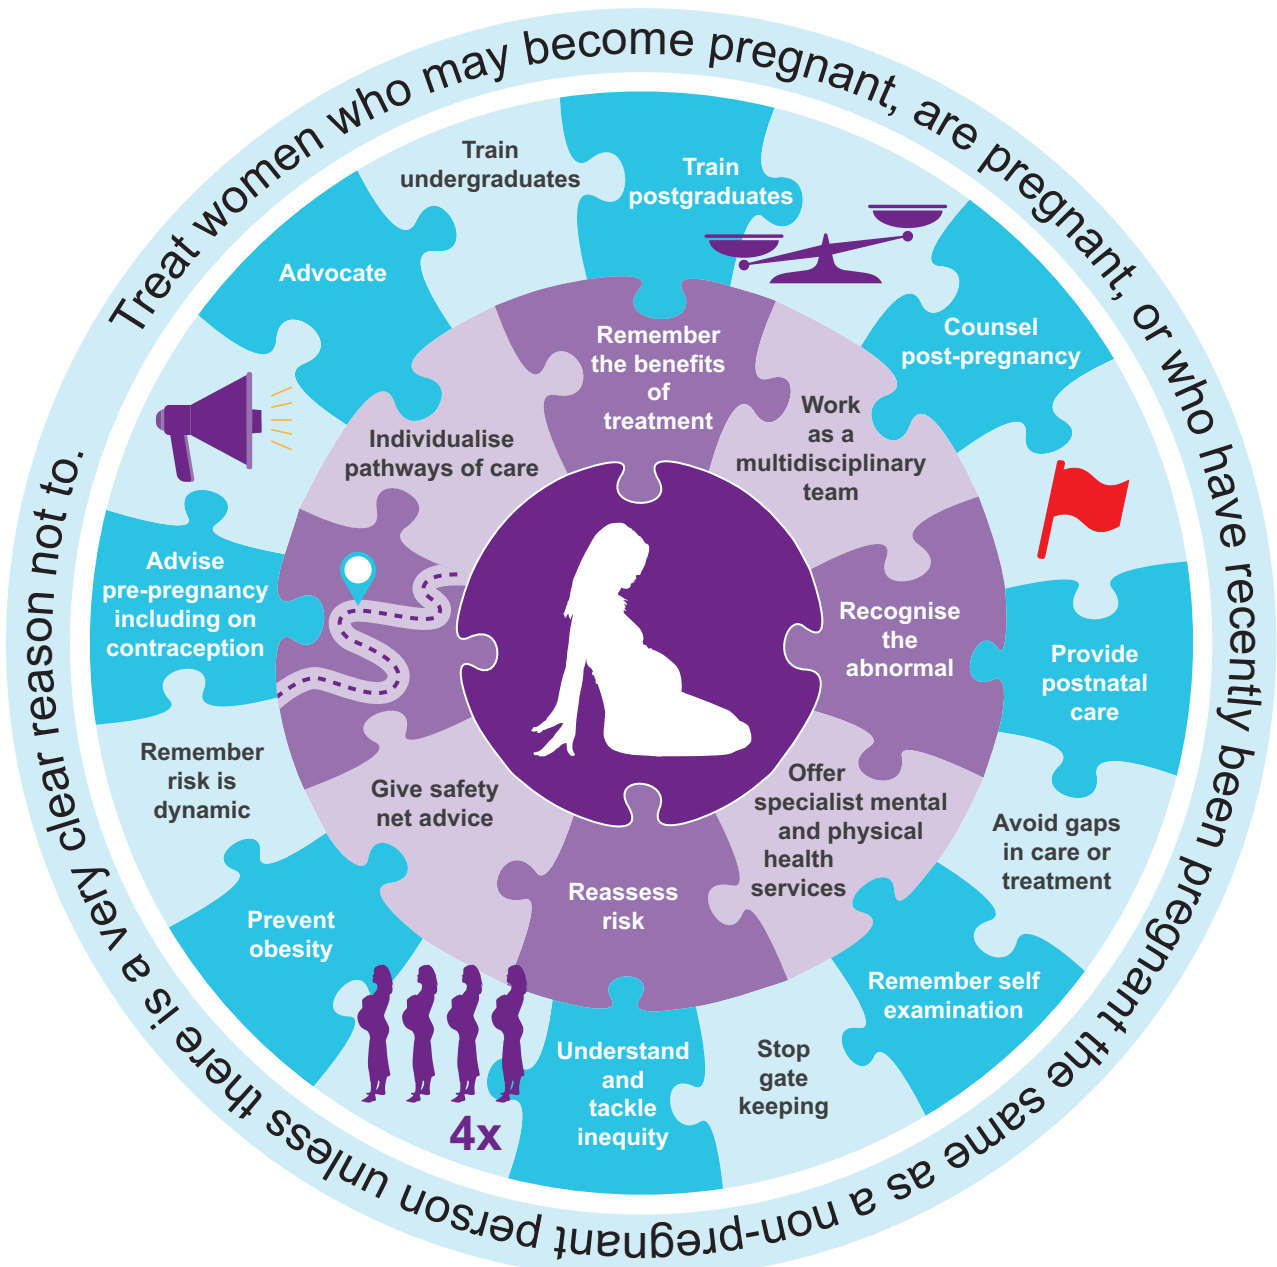 Treat women who may become pregnant, are pregnant, or who have recently been pregnant the same as a non-pregnant person unless there is a very clear reason not to.
Train
undergraduates
Train
postgraduates
Counsel
post-pregnancy
Provide
postnatal
care
Avoid gaps
in care or
treatment
Remember self
examination
Stop
gate
keeping
Understand
and
tackle
inequity
4x
Prevent
obesity
Remember
risk is
dynamic
Advise
pre-pregnancy
including on
contraception
Advocate
Remember
the benefits
of
treatment
Work
as a
multidisciplinary
team
Recognise
the
abnormal
Offer
specialist mental
and physical
health
services
Reassess
risk
Give safety
net advice
Individualise
pathways of care